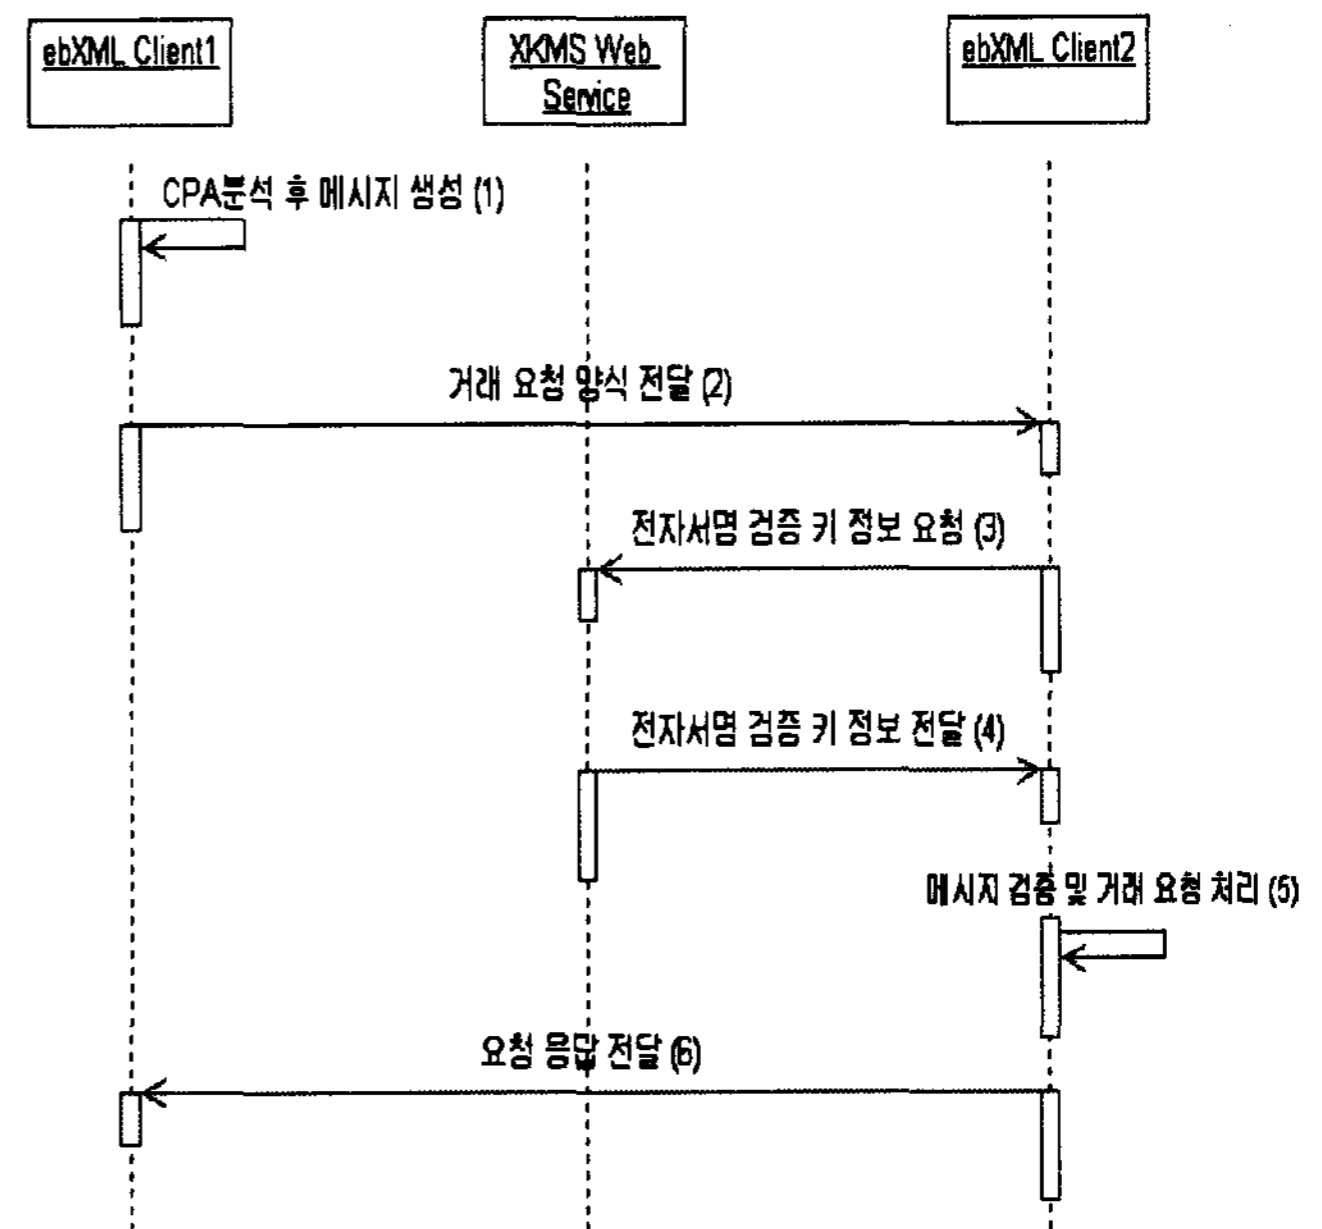 ebXML Client1
XKMS Web
Service
ebXML Client2
CPA분석 후 메시지 생성 (1)
거래 요청 양식 전달 (2)
전자서명 검증 키 정보 요청 (3)
전자서명 검증 키 정보 전달 (4)
메시지 검증 및 거래 요청 처리 (5)
요청 응답 전달 (6)